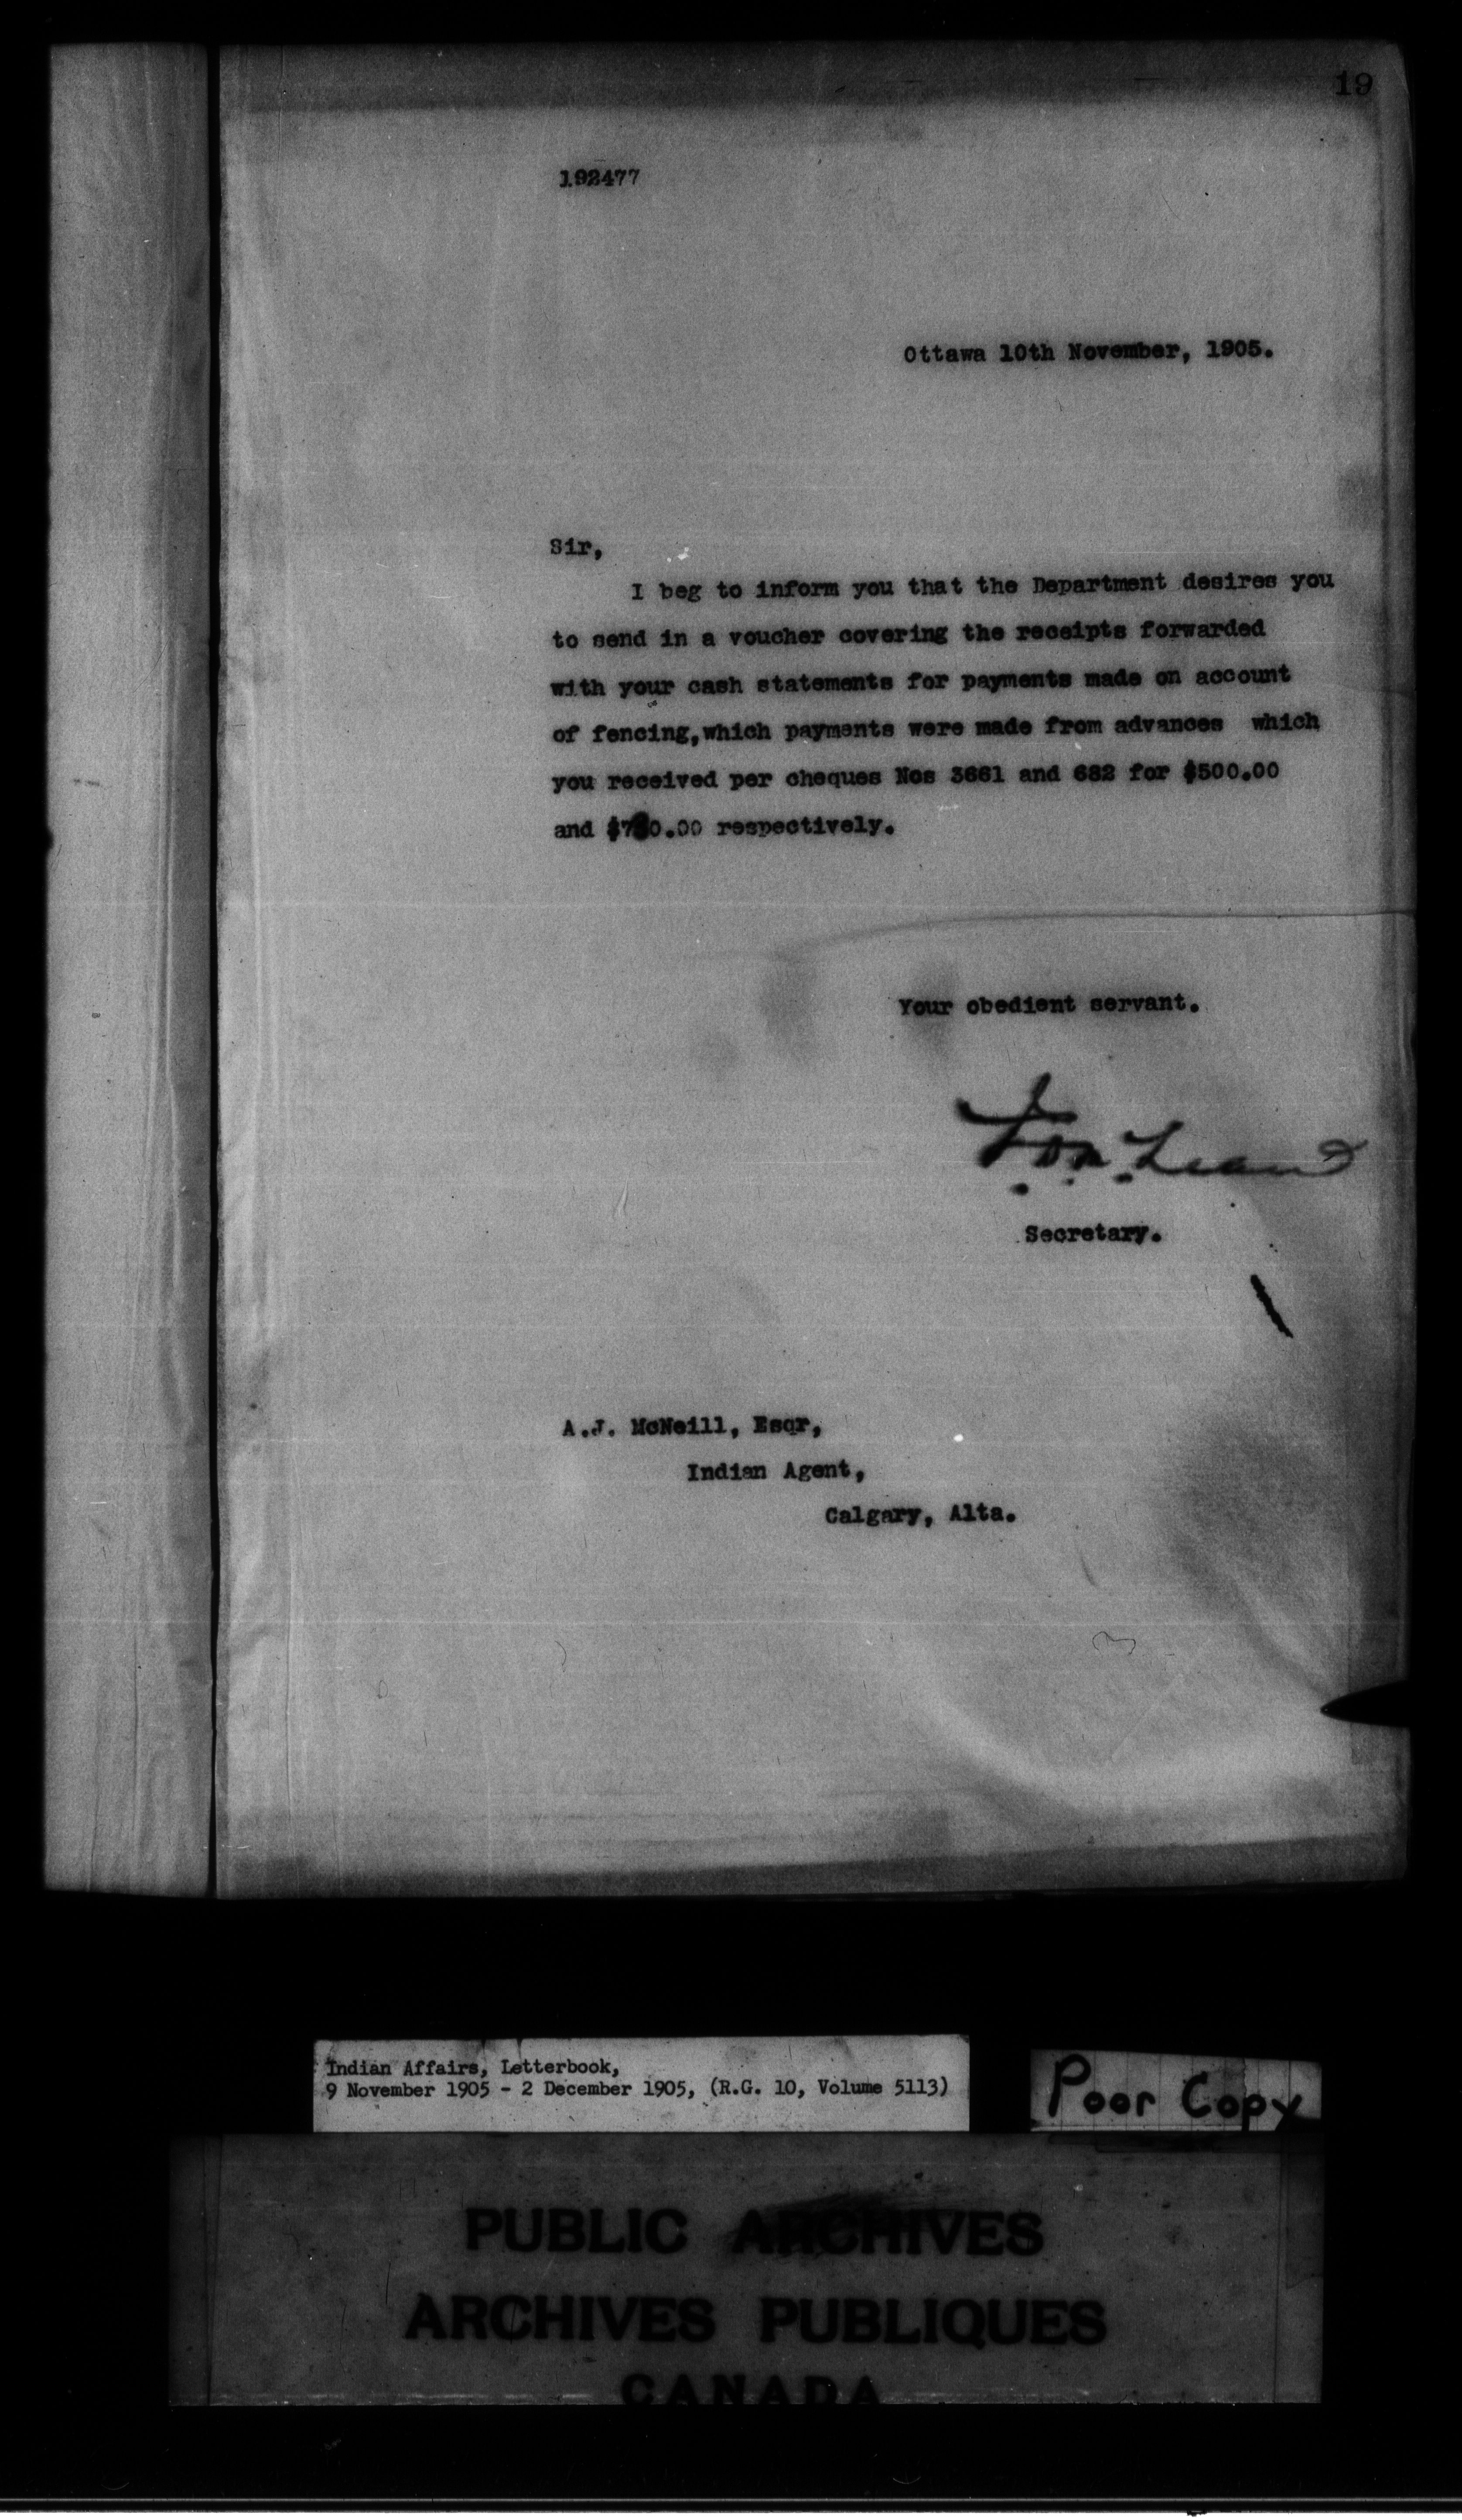 19
192477
Ottawa 10th November, 1905.
Sir,
I beg to inform you that the Department desires you
to send in a voucher covering the receipts forwarded
with your cash statements for payments made on account
of fencing, which payments were made from advances which
you received per cheques Nos 3661 and 682 for $500.00
and respectively.
Your obedient servant.
Secretary.
A.J. McNeill, Esqr,
Indian Agent,
Calgary, Alta.
Indian Affairs, Letterbook,
9 November 1905 - 2 December 1905, (R.G. 10, Volume 5113)
Poor Copy
PUBLIC ARCHIVES
ARCHIVES PUBLIQUES
CANADA